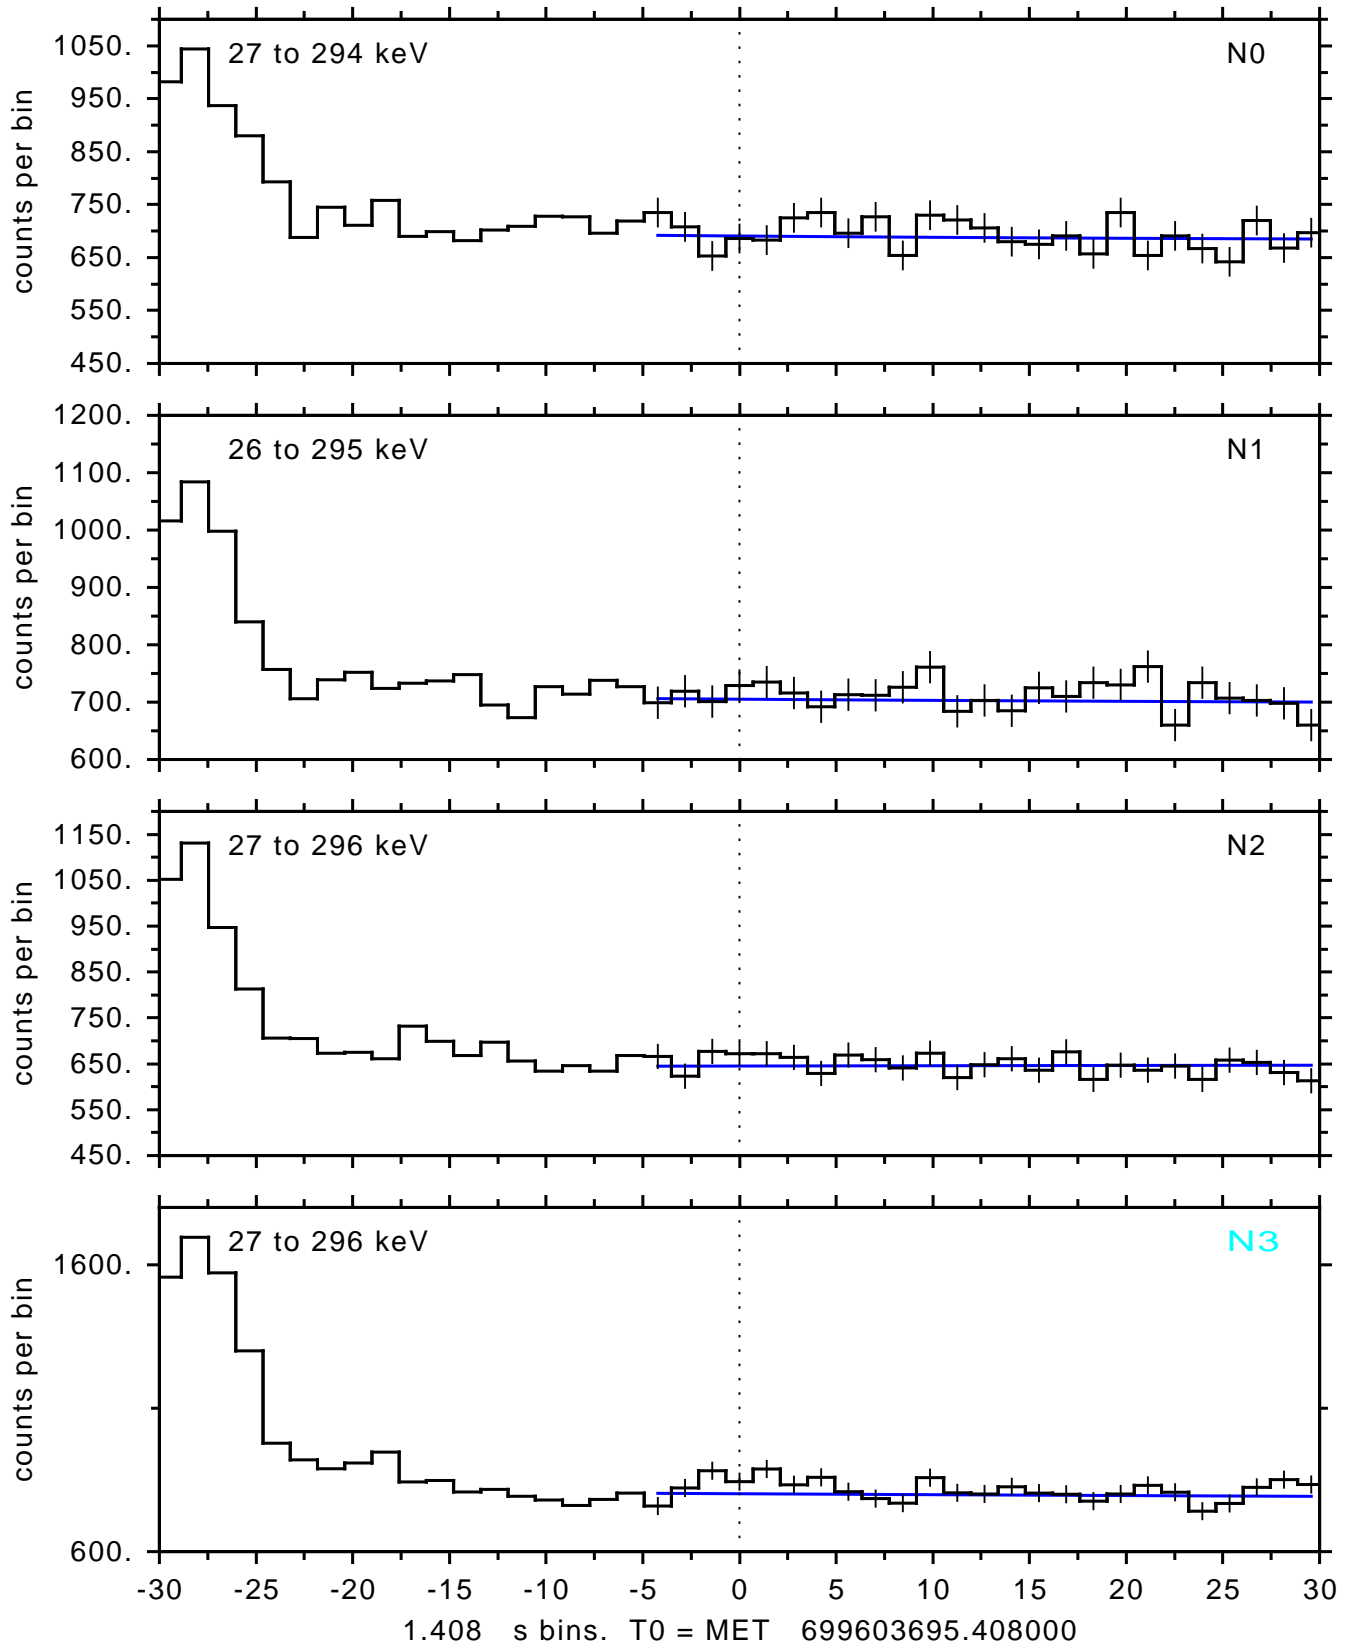 1050.
27 to 294 keV N0
950.
850.
750.
650.
550.
450.
counts per bin
1200.
26 to 295 keV N1
1100.
1000.
900.
800.
700.
600.
counts per bin
1150.
27 to 296 keV N2
1050.
950.
850.
750.
650.
550.
450.
counts per bin
27 to 296 keV N3
1600.
600.
counts per bin
-30 -25 -20 -15 -10 -5 0 5 10 15 20 25 30
1.408 s bins. T0 = MET 699603695.408000